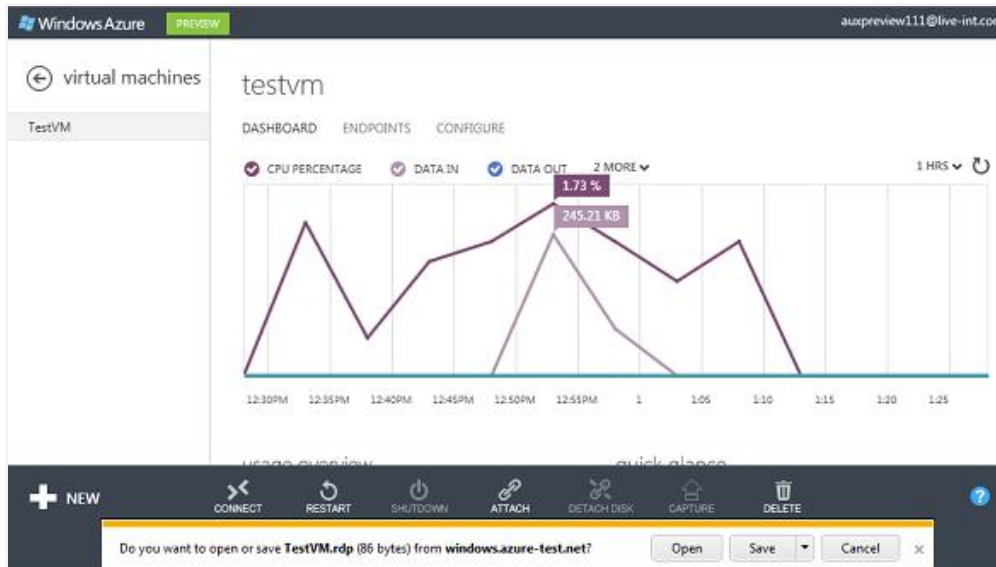 Windows Azure PREVIEW auxpreview111@live-int.com
virtual machines
TestVM
testvm
DASHBOARD ENDPOINTS CONFIGURE
CPU PERCENTAGE DATA IN DATA OUT 2 MORE 1 HRS
1.73 %
245.21 KB
12:30PM 12:35PM 12:40PM 12:45PM 12:50PM 12:55PM 1 1:05 1:10 1:15 1:20 1:25
usage overview quick glance
NEW CONNECT RESTART SHUTDOWN ATTACH DETACH DISK CAPTURE DELETE ?
Do you want to open or save TestVM.rdp (86 bytes) from windows.azure-test.net? Open Save Cancel ×